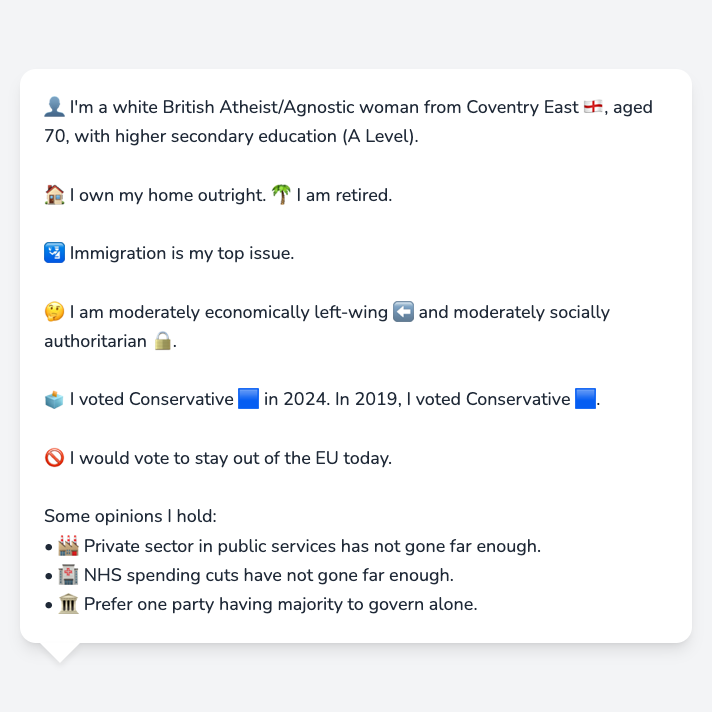 👤 I'm a white British Atheist/Agnostic woman from Coventry East 🏴󠁧󠁢󠁥󠁮󠁧󠁿, aged
70, with higher secondary education (A Level).
🏠 I own my home outright. 🌴 I am retired.
🛂 Immigration is my top issue.
🤔 I am moderately economically left-wing ⬅️ and moderately socially
authoritarian 🔒.
🗳️ I voted Conservative 🟦 in 2024. In 2019, I voted Conservative 🟦.
🚫 I would vote to stay out of the EU today.
Some opinions I hold:
• 🏭 Private sector in public services has not gone far enough.
• 🏥 NHS spending cuts have not gone far enough.
• 🏛️ Prefer one party having majority to govern alone.